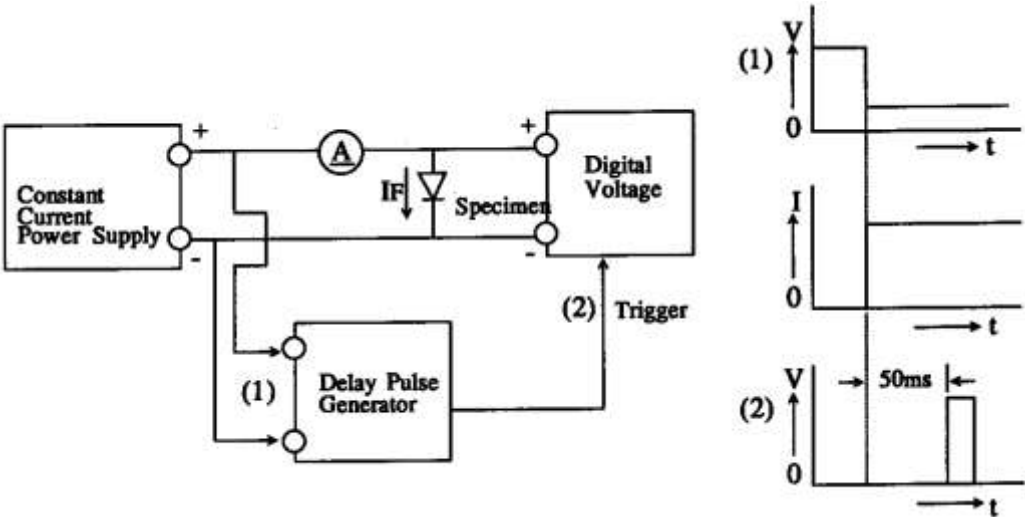 Constant
Current
Power Supply
+
-
A
IF
Specimen
+
-
Digital
Voltage
(2) Trigger
(1)
Delay Pulse
Generator
(1)
V
0
t
I
0
t
(2)
V
50ms
0
t